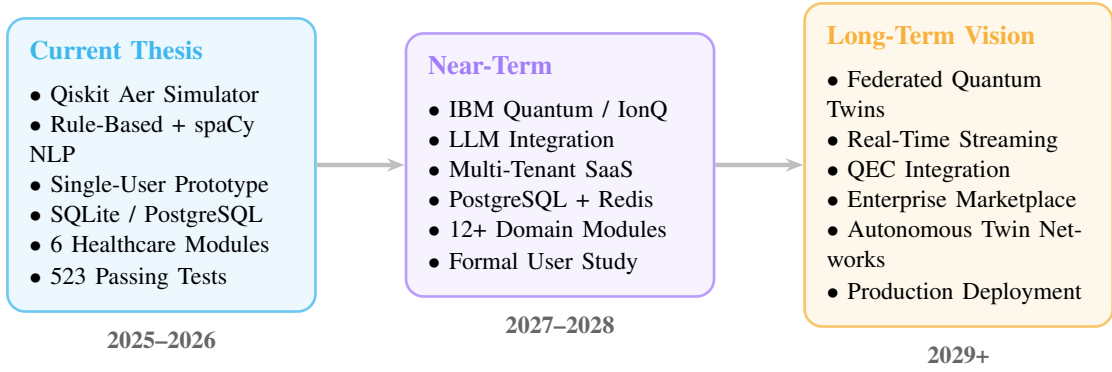 Current Thesis
• Qiskit Aer Simulator
• Rule-Based + spaCy
NLP
• Single-User Prototype
• SQLite / PostgreSQL
• 6 Healthcare Modules
• 523 Passing Tests
2025–2026
Near-Term
• IBM Quantum / IonQ
• LLM Integration
• Multi-Tenant SaaS
• PostgreSQL + Redis
• 12+ Domain Modules
• Formal User Study
2027–2028
Long-Term Vision
• Federated Quantum
Twins
• Real-Time Streaming
• QEC Integration
• Enterprise Marketplace
• Autonomous Twin Net-
works
• Production Deployment
2029+